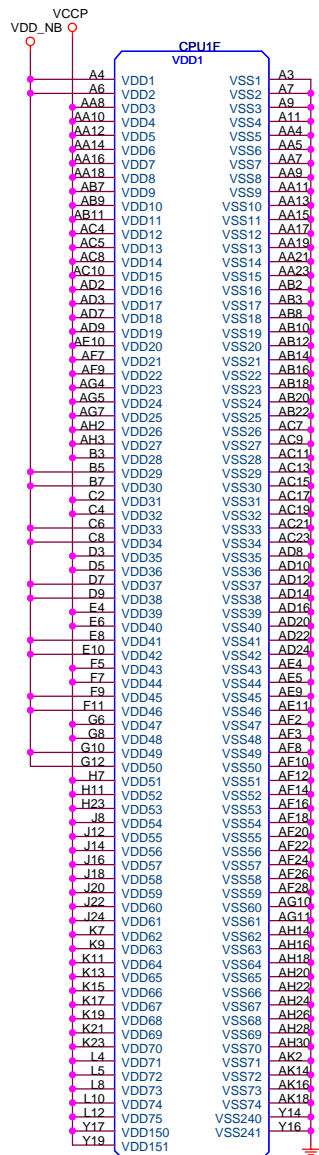 VCCP
VDD_NB
CPU1F
VDD1
A4 VDD1 VSS1 A3
A6 VDD2 VSS2 A7
AA8 VDD3 VSS3 A9
AA10 VDD4 VSS4 A11
AA12 VDD5 VSS5 AA4
AA14 VDD6 VSS6 AA5
AA16 VDD7 VSS7 AA7
AA18 VDD8 VSS8 AA9
AB7 VDD9 VSS9 AA11
AB9 VDD10 VSS10 AA13
AB11 VDD11 VSS11 AA15
AC4 VDD12 VSS12 AA17
AC5 VDD13 VSS13 AA19
AC8 VDD14 VSS14 AA21
AC10 VDD15 VSS15 AA23
AD2 VDD16 VSS16 AB2
AD3 VDD17 VSS17 AB3
AD7 VDD18 VSS18 AB8
AD9 VDD19 VSS19 AB10
AE10 VDD20 VSS20 AB12
AF7 VDD21 VSS21 AB14
AF9 VDD22 VSS22 AB16
AG4 VDD23 VSS23 AB18
AG5 VDD24 VSS24 AB20
AG7 VDD25 VSS25 AB22
AH2 VDD26 VSS26 AC7
AH3 VDD27 VSS27 AC9
B3 VDD28 VSS28 AC11
B5 VDD29 VSS29 AC13
B7 VDD30 VSS30 AC15
C2 VDD31 VSS31 AC17
C4 VDD32 VSS32 AC19
C6 VDD33 VSS33 AC21
C8 VDD34 VSS34 AC23
D3 VDD35 VSS35 AD8
D5 VDD36 VSS36 AD10
D7 VDD37 VSS37 AD12
D9 VDD38 VSS38 AD14
E4 VDD39 VSS39 AD16
E6 VDD40 VSS40 AD20
E8 VDD41 VSS41 AD22
E10 VDD42 VSS42 AD24
F5 VDD43 VSS43 AE4
F7 VDD44 VSS44 AE5
F9 VDD45 VSS45 AE9
F11 VDD46 VSS46 AE11
G6 VDD47 VSS47 AF2
G8 VDD48 VSS48 AF3
G10 VDD49 VSS49 AF8
G12 VDD50 VSS50 AF10
H7 VDD51 VSS51 AF12
H11 VDD52 VSS52 AF14
H23 VDD53 VSS53 AF16
J8 VDD54 VSS54 AF18
J12 VDD55 VSS55 AF20
J14 VDD56 VSS56 AF22
J16 VDD57 VSS57 AF24
J18 VDD58 VSS58 AF26
J20 VDD59 VSS59 AF28
J22 VDD60 VSS60 AG10
J24 VDD61 VSS61 AG11
K7 VDD62 VSS62 AH14
K9 VDD63 VSS63 AH16
K11 VDD64 VSS64 AH18
K13 VDD65 VSS65 AH20
K15 VDD66 VSS66 AH22
K17 VDD67 VSS67 AH24
K19 VDD68 VSS68 AH26
K21 VDD69 VSS69 AH28
K23 VDD70 VSS70 AH30
L4 VDD71 VSS71 AK2
L5 VDD72 VSS72 AK14
L8 VDD73 VSS73 AK16
L10 VDD74 VSS74 AK18
L12 VDD75 VSS240 Y14
Y17 VDD150 VSS241 Y16
Y19 VDD151